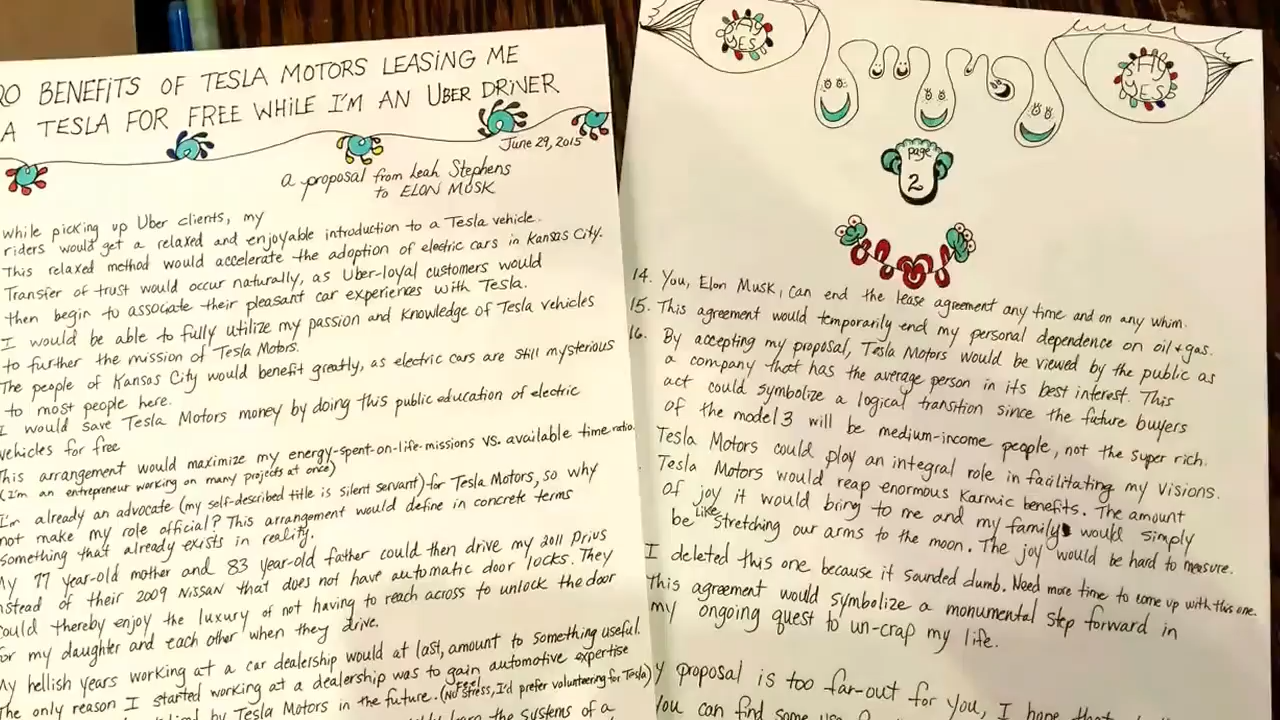 20 BENEFITS OF TESLA MOTORS LEASING ME
A TESLA FOR FREE WHILE I'M AN UBER DRIVER
June 29, 2015
a proposal from Leah Stephens
to ELON MUSK
while picking up Uber clients, my
riders would get a relaxed and enjoyable introduction to a Tesla vehicle.
This relaxed method would accelerate the adoption of electric cars in Kansas City.
Transfer of trust would occur naturally, as Uber-loyal customers would
then begin to associate their pleasant car experiences with Tesla.
I would be able to fully utilize my passion and knowledge of Tesla vehicles
to further the mission of Tesla Motors.
The people of Kansas City would benefit greatly, as electric cars are still mysterious
to most people here.
I would save Tesla Motors money by doing this public education of electric
vehicles for free
This arrangement would maximize my energy-spent-on-life-missions vs. available time ratio.
(I'm an entrepreneur working on many projects at once)
I'm already an advocate (my self-described title is silent servant) for Tesla Motors, so why
not make my role official? This arrangement would define in concrete terms
something that already exists in reality.
My 77 year-old mother and 83 year-old father could then drive my 2011 Prius
instead of their 2009 Nissan that does not have automatic door locks. They
could thereby enjoy the luxury of not having to reach across to unlock the door
for my daughter and each other when they drive.
My hellish years working at a car dealership would at last, amount to something useful.
The only reason I started working at a dealership was to gain automotive expertise
by Tesla Motors in the future. (No stress, I'd prefer volunteering for Tesla)
the systems of a
SAY YES
SAY YES
page
2
14. You, Elon Musk, can end the lease agreement any time and on any whim.
15. This agreement would temporarily end my personal dependence on oil + gas.
16. By accepting my proposal, Tesla Motors would be viewed by the public as
a company that has the average person in its best interest. This
act could symbolize a logical transition since the future buyers
of the model 3 will be medium-income people, not the super rich.
Tesla Motors could play an integral role in facilitating my visions.
Tesla Motors would reap enormous Karmic benefits. The amount
of joy it would bring to me and my family would simply
be like stretching our arms to the moon. The joy would be hard to measure.
I deleted this one because it sounded dumb. Need more time to come up with this one.
This agreement would symbolize a monumental step forward in
my ongoing quest to un-crap my life.
y proposal is too far-out for you, I hope that
You can find some